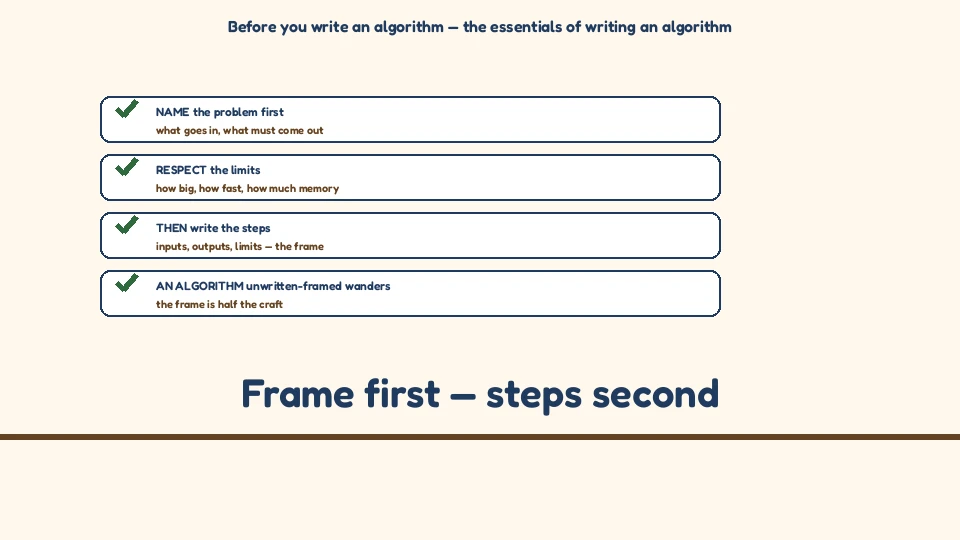 Before you write an algorithm — the essentials of writing an algorithm
NAME the problem first
what goes in, what must come out
RESPECT the limits
how big, how fast, how much memory
THEN write the steps
inputs, outputs, limits — the frame
AN ALGORITHM unwritten-framed wanders
the frame is half the craft
Frame first — steps second